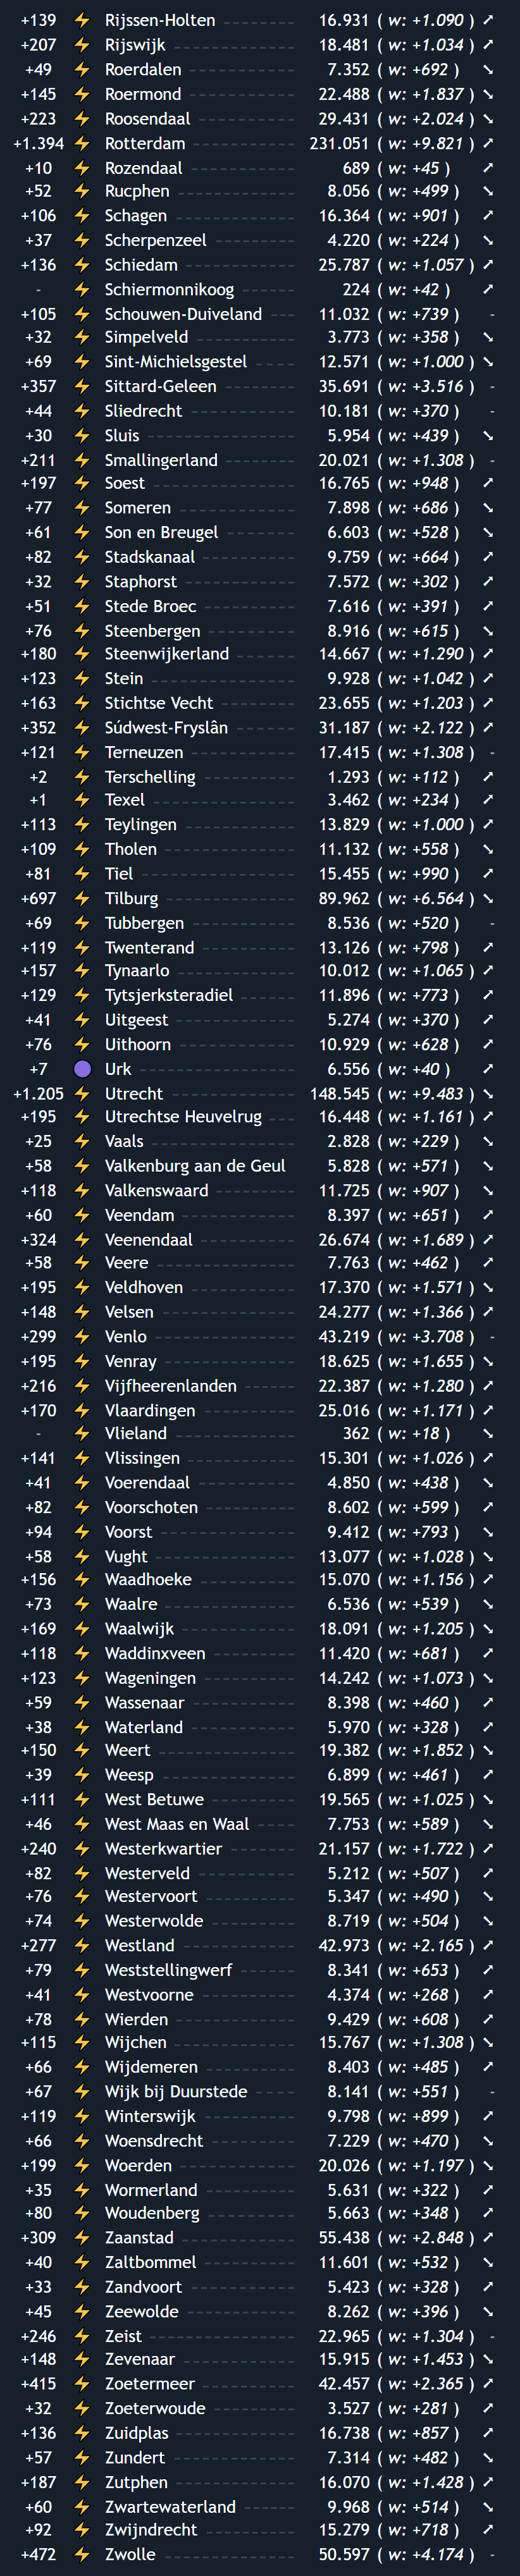 +139 ⚡ Rijssen-Holten 16.931 ( w: +1.090 ) ➚
+207 ⚡ Rijswijk 18.481 ( w: +1.034 ) ➚
+49 ⚡ Roerdalen 7.352 ( w: +692 ) ➘
+145 ⚡ Roermond 22.488 ( w: +1.837 ) ➘
+223 ⚡ Roosendaal 29.431 ( w: +2.024 ) ➘
+1.394 ⚡ Rotterdam 231.051 ( w: +9.821 ) ➚
+10 ⚡ Rozendaal 689 ( w: +45 ) ➚
+52 ⚡ Rucphen 8.056 ( w: +499 ) ➘
+106 ⚡ Schagen 16.364 ( w: +901 ) ➚
+37 ⚡ Scherpenzeel 4.220 ( w: +224 ) ➘
+136 ⚡ Schiedam 25.787 ( w: +1.057 ) ➚
- ⚡ Schiermonnikoog 224 ( w: +42 ) ➚
+105 ⚡ Schouwen-Duiveland 11.032 ( w: +739 ) -
+32 ⚡ Simpelveld 3.773 ( w: +358 ) ➘
+69 ⚡ Sint-Michielsgestel 12.571 ( w: +1.000 ) ➘
+357 ⚡ Sittard-Geleen 35.691 ( w: +3.516 ) -
+44 ⚡ Sliedrecht 10.181 ( w: +370 ) -
+30 ⚡ Sluis 5.954 ( w: +439 ) ➘
+211 ⚡ Smallingerland 20.021 ( w: +1.308 ) -
+197 ⚡ Soest 16.765 ( w: +948 ) ➚
+77 ⚡ Someren 7.898 ( w: +686 ) ➘
+61 ⚡ Son en Breugel 6.603 ( w: +528 ) ➘
+82 ⚡ Stadskanaal 9.759 ( w: +664 ) ➚
+32 ⚡ Staphorst 7.572 ( w: +302 ) ➚
+51 ⚡ Stede Broec 7.616 ( w: +391 ) ➚
+76 ⚡ Steenbergen 8.916 ( w: +615 ) ➘
+180 ⚡ Steenwijkerland 14.667 ( w: +1.290 ) ➚
+123 ⚡ Stein 9.928 ( w: +1.042 ) ➚
+163 ⚡ Stichtse Vecht 23.655 ( w: +1.203 ) ➚
+352 ⚡ Súdwest-Fryslân 31.187 ( w: +2.122 ) ➚
+121 ⚡ Terneuzen 17.415 ( w: +1.308 ) -
+2 ⚡ Terschelling 1.293 ( w: +112 ) ➚
+1 ⚡ Texel 3.462 ( w: +234 ) ➚
+113 ⚡ Teylingen 13.829 ( w: +1.000 ) ➚
+109 ⚡ Tholen 11.132 ( w: +558 ) ➘
+81 ⚡ Tiel 15.455 ( w: +990 ) ➚
+697 ⚡ Tilburg 89.962 ( w: +6.564 ) ➘
+69 ⚡ Tubbergen 8.536 ( w: +520 ) -
+119 ⚡ Twenterand 13.126 ( w: +798 ) ➚
+157 ⚡ Tynaarlo 10.012 ( w: +1.065 ) ➚
+129 ⚡ Tytsjerksteradiel 11.896 ( w: +773 ) ➚
+41 ⚡ Uitgeest 5.274 ( w: +370 ) ➚
+76 ⚡ Uithoorn 10.929 ( w: +628 ) ➚
+7 🟣 Urk 6.556 ( w: +40 ) ➚
+1.205 ⚡ Utrecht 148.545 ( w: +9.483 ) ➘
+195 ⚡ Utrechtse Heuvelrug 16.448 ( w: +1.161 ) ➚
+25 ⚡ Vaals 2.828 ( w: +229 ) ➘
+58 ⚡ Valkenburg aan de Geul 5.828 ( w: +571 ) ➘
+118 ⚡ Valkenswaard 11.725 ( w: +907 ) ➘
+60 ⚡ Veendam 8.397 ( w: +651 ) ➚
+324 ⚡ Veenendaal 26.674 ( w: +1.689 ) ➚
+58 ⚡ Veere 7.763 ( w: +462 ) ➚
+195 ⚡ Veldhoven 17.370 ( w: +1.571 ) ➘
+148 ⚡ Velsen 24.277 ( w: +1.366 ) ➚
+299 ⚡ Venlo 43.219 ( w: +3.708 ) -
+195 ⚡ Venray 18.625 ( w: +1.655 ) ➘
+216 ⚡ Vijfheerenlanden 22.387 ( w: +1.280 ) ➚
+170 ⚡ Vlaardingen 25.016 ( w: +1.171 ) ➚
- ⚡ Vlieland 362 ( w: +18 ) ➘
+141 ⚡ Vlissingen 15.301 ( w: +1.026 ) ➚
+41 ⚡ Voerendaal 4.850 ( w: +438 ) ➘
+82 ⚡ Voorschoten 8.602 ( w: +599 ) ➚
+94 ⚡ Voorst 9.412 ( w: +793 ) ➘
+58 ⚡ Vught 13.077 ( w: +1.028 ) ➘
+156 ⚡ Waadhoeke 15.070 ( w: +1.156 ) ➚
+73 ⚡ Waalre 6.536 ( w: +539 ) ➘
+169 ⚡ Waalwijk 18.091 ( w: +1.205 ) ➘
+118 ⚡ Waddinxveen 11.420 ( w: +681 ) ➚
+123 ⚡ Wageningen 14.242 ( w: +1.073 ) ➘
+59 ⚡ Wassenaar 8.398 ( w: +460 ) ➚
+38 ⚡ Waterland 5.970 ( w: +328 ) ➚
+150 ⚡ Weert 19.382 ( w: +1.852 ) ➘
+39 ⚡ Weesp 6.899 ( w: +461 ) ➚
+111 ⚡ West Betuwe 19.565 ( w: +1.025 ) ➘
+46 ⚡ West Maas en Waal 7.753 ( w: +589 ) ➘
+240 ⚡ Westerkwartier 21.157 ( w: +1.722 ) ➚
+82 ⚡ Westerveld 5.212 ( w: +507 ) ➚
+76 ⚡ Westervoort 5.347 ( w: +490 ) ➘
+74 ⚡ Westerwolde 8.719 ( w: +504 ) ➚
+277 ⚡ Westland 42.973 ( w: +2.165 ) ➚
+79 ⚡ Weststellingwerf 8.341 ( w: +653 ) ➚
+41 ⚡ Westvoorne 4.374 ( w: +268 ) ➚
+78 ⚡ Wierden 9.429 ( w: +608 ) ➚
+115 ⚡ Wijchen 15.767 ( w: +1.308 ) ➘
+66 ⚡ Wijdemeren 8.403 ( w: +485 ) ➚
+67 ⚡ Wijk bij Duurstede 8.141 ( w: +551 ) -
+119 ⚡ Winterswijk 9.798 ( w: +899 ) ➚
+66 ⚡ Woensdrecht 7.229 ( w: +470 ) ➘
+199 ⚡ Woerden 20.026 ( w: +1.197 ) ➘
+35 ⚡ Wormerland 5.631 ( w: +322 ) ➚
+80 ⚡ Woudenberg 5.663 ( w: +348 ) ➚
+309 ⚡ Zaanstad 55.438 ( w: +2.848 ) ➚
+40 ⚡ Zaltbommel 11.601 ( w: +532 ) ➘
+33 ⚡ Zandvoort 5.423 ( w: +328 ) ➚
+45 ⚡ Zeewolde 8.262 ( w: +396 ) ➘
+246 ⚡ Zeist 22.965 ( w: +1.304 ) -
+148 ⚡ Zevenaar 15.915 ( w: +1.453 ) ➘
+415 ⚡ Zoetermeer 42.457 ( w: +2.365 ) ➚
+32 ⚡ Zoeterwoude 3.527 ( w: +281 ) ➚
+136 ⚡ Zuidplas 16.738 ( w: +857 ) ➚
+57 ⚡ Zundert 7.314 ( w: +482 ) ➘
+187 ⚡ Zutphen 16.070 ( w: +1.428 ) ➚
+60 ⚡ Zwartewaterland 9.968 ( w: +514 ) ➘
+92 ⚡ Zwijndrecht 15.279 ( w: +718 ) ➚
+472 ⚡ Zwolle 50.597 ( w: +4.174 ) -